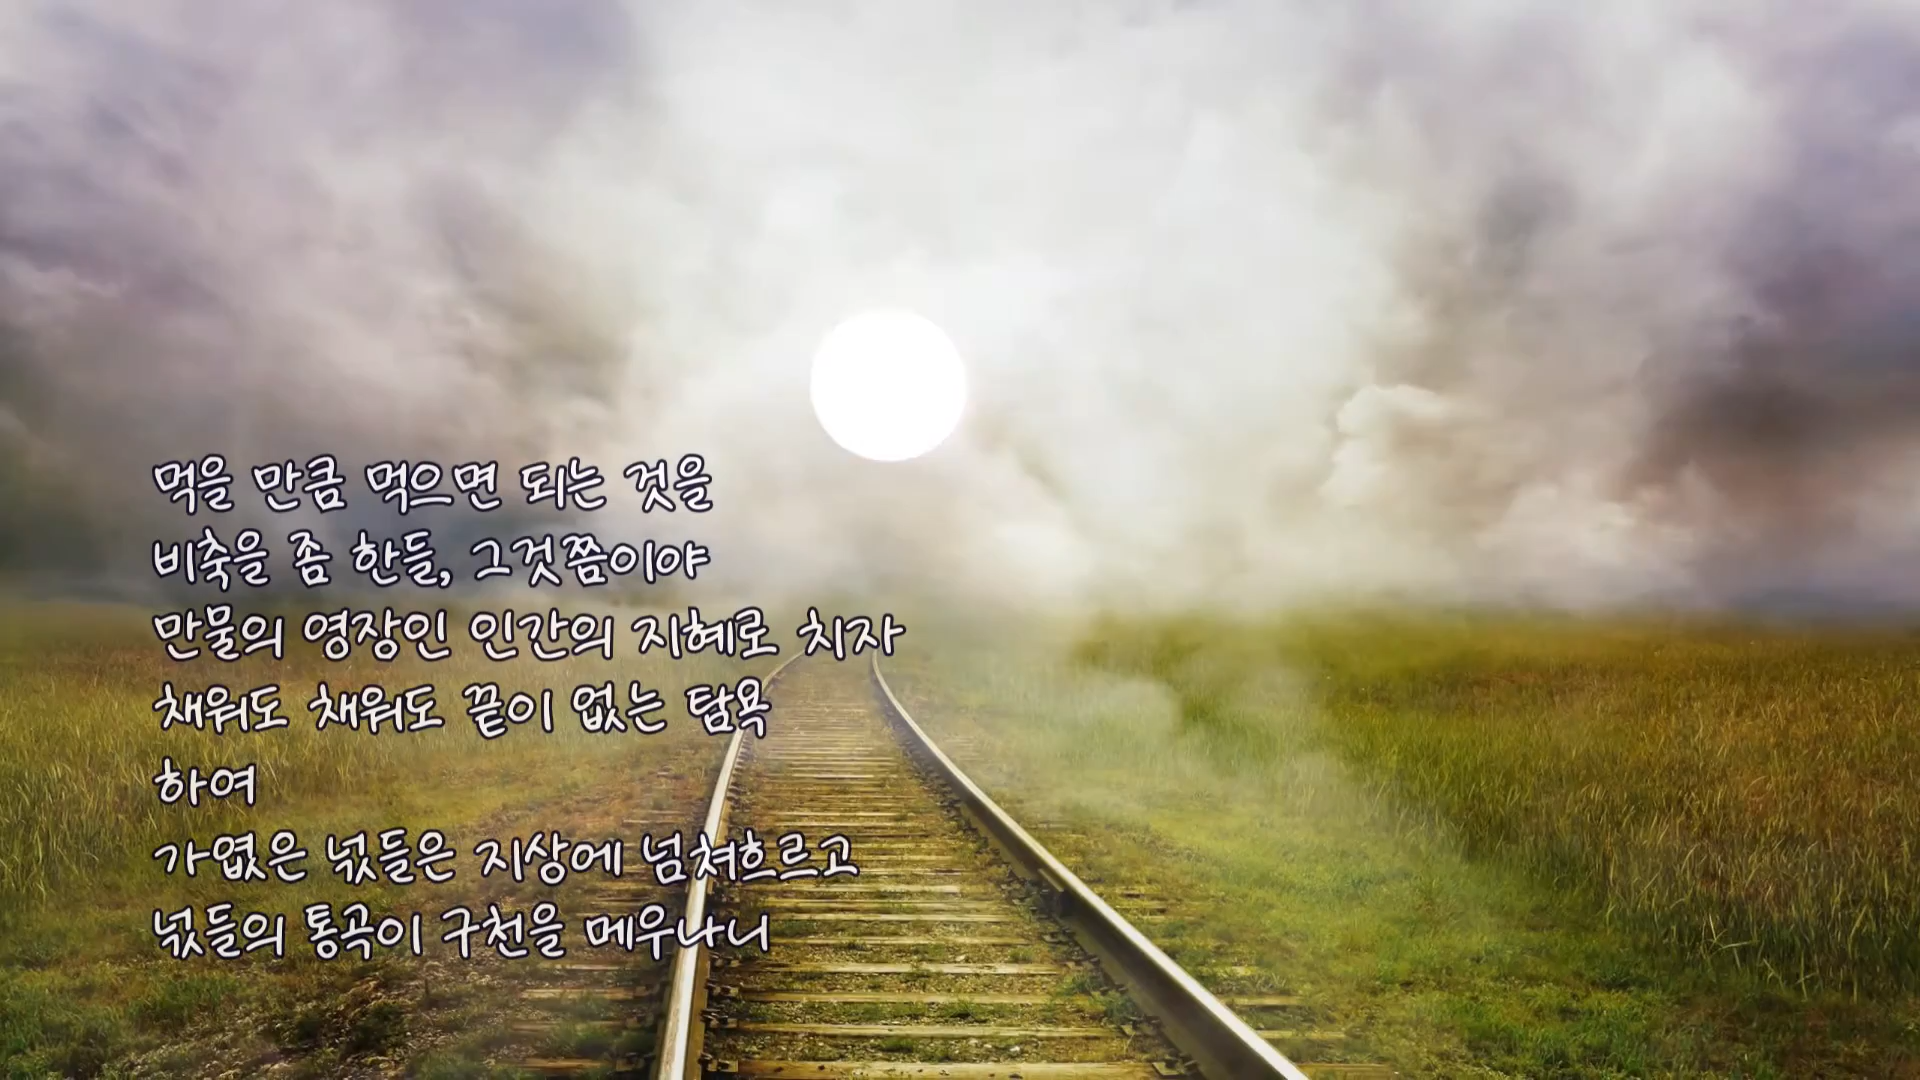 먹을 만큼 먹으면 되는 것을
비축을 좀 한들, 그것쯤이야
만물의 영장인 인간의 지혜로 치자
채워도 채워도 끝이 없는 탐욕
하여
가엾은 넋들은 지상에 넘쳐흐르고
넋들의 통곡이 구천을 메우나니